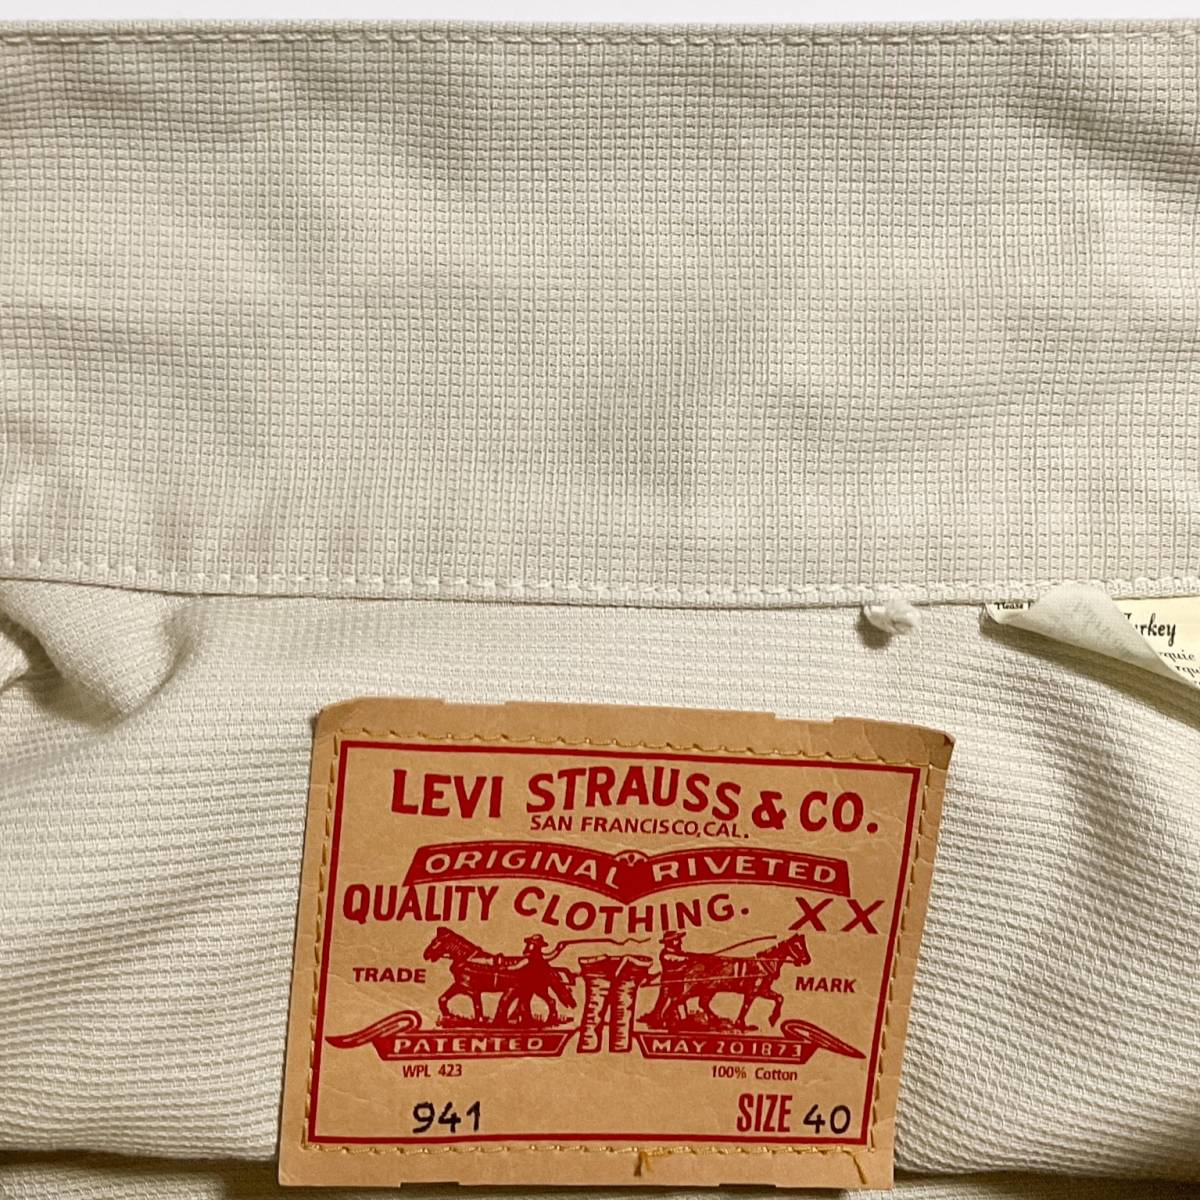 Please
Turkey
LEVI STRAUSS & CO.
SAN FRANCISCO, CAL.
ORIGINAL RIVETED
QUALITY CLOTHING. XX
TRADE MARK
PATENTED MAY 20 1873
WPL 423 100% Cotton
941 SIZE 40